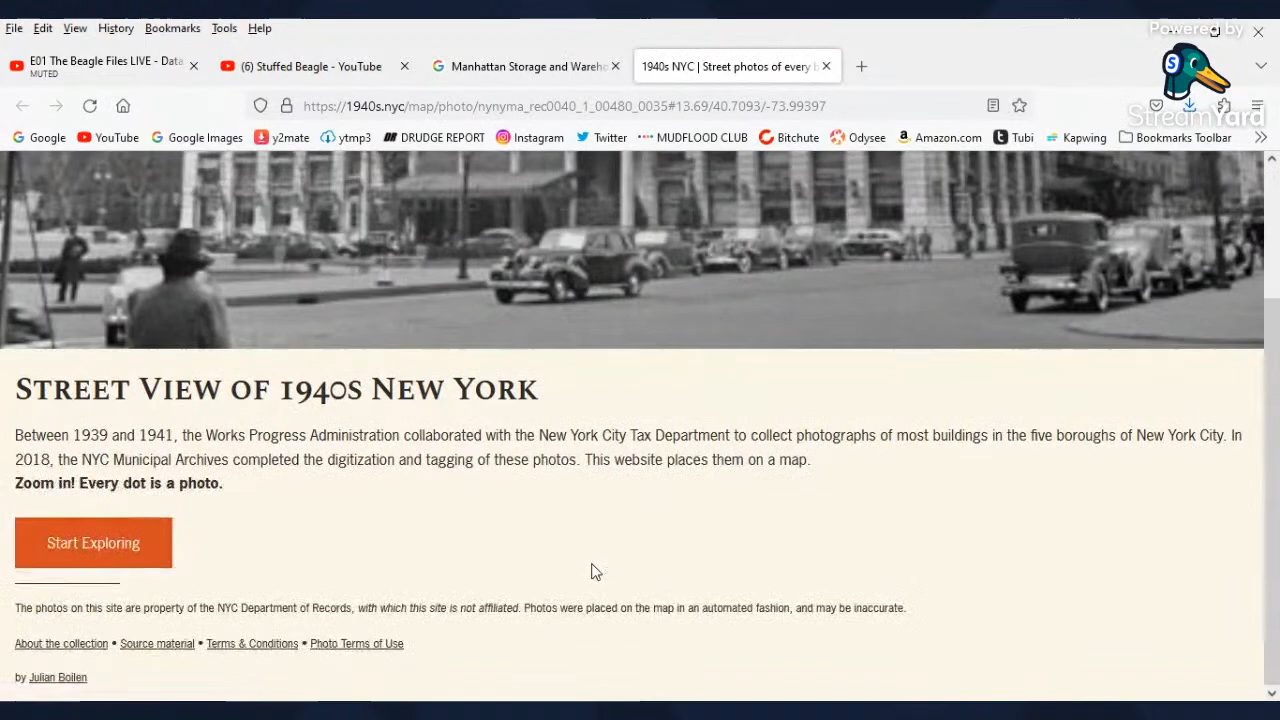 File Edit View History Bookmarks Tools Help
Powered by
E01 The Beagle Files LIVE - Data
MUTED
(6) Stuffed Beagle - YouTube
Manhattan Storage and Wareho
1940s NYC | Street photos of every b
https://1940s.nyc/map/photo/nynyma_rec0040_1_00480_0035#13.69/40.7093/-73.99397
S
StreamYard
Google YouTube Google Images y2mate ytmp3 DRUDGE REPORT Instagram Twitter MUDFLOOD CLUB Bitchute Odysee Amazon.com Tubi Kapwing Bookmarks Toolbar
STREET VIEW OF 1940S NEW YORK
Between 1939 and 1941, the Works Progress Administration collaborated with the New York City Tax Department to collect photographs of most buildings in the five boroughs of New York City. In
2018, the NYC Municipal Archives completed the digitization and tagging of these photos. This website places them on a map.
Zoom in! Every dot is a photo.
Start Exploring
The photos on this site are property of the NYC Department of Records, with which this site is not affiliated. Photos were placed on the map in an automated fashion, and may be inaccurate.
About the collection • Source material • Terms & Conditions • Photo Terms of Use
by Julian Boilen